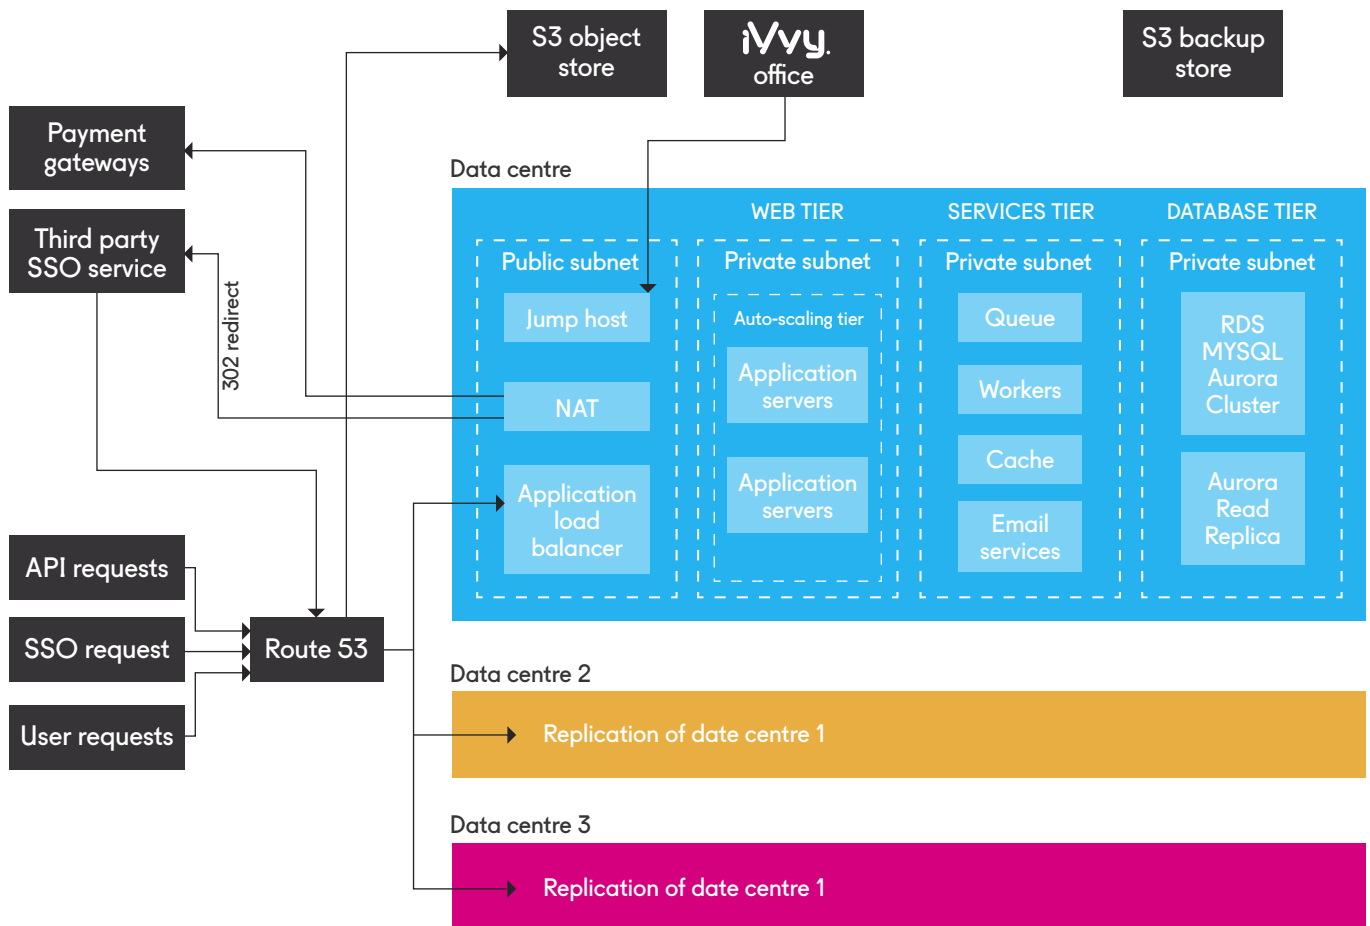 S3 object
store
iVvy.
office
S3 backup
store
Payment
gateways
Data centre
Third party
SSO service
302 redirect
WEB TIER
SERVICES TIER
DATABASE TIER
Public subnet
Jump host
NAT
Application
load
balancer
Private subnet
Auto-scaling tier
Application
servers
Application
servers
Private subnet
Queue
Workers
Cache
Email
services
Private subnet
RDS
MYSQL
Aurora
Cluster
Aurora
Read
Replica
API requests
SSO request
User requests
Route 53
Data centre 2
Replication of date centre 1
Data centre 3
Replication of date centre 1